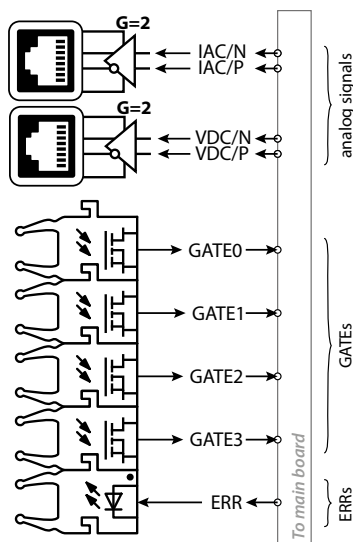 G=2
IAC/N
IAC/P
G=2
VDC/N
VDC/P
analog signals
GATE0
GATE1
GATE2
GATE3
GATEs
ERR
ERRs
To main board